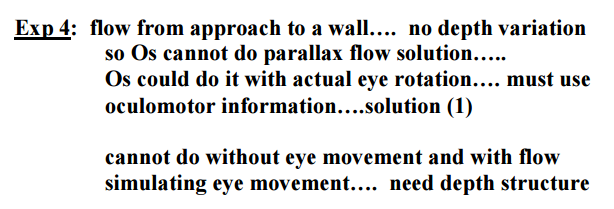 Exp 4:  flow from approach to a wall….  no depth variation
so Os cannot do parallax flow solution…..
Os could do it with actual eye rotation…. must use
oculomotor information….solution (1)
cannot do without eye movement and with flow
simulating eye movement….  need depth structure